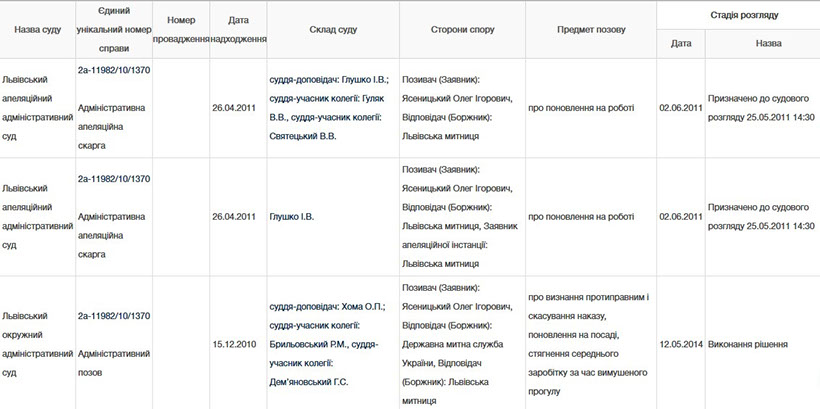 Назва суду
Єдиний
унікальний номер
справи
Номер
провадження
Дата
надходження
Склад суду
Сторони спору
Предмет позову
Стадія розгляду
Дата
Назва
Львівський
апеляційний
адміністративний
суд
2а-11982/10/1370
Адміністративна
апеляційна
скарга
26.04.2011
суддя-доповідач: Глушко І.В.;
суддя-учасник колегії: Гуляк
В.В., суддя-учасник колегії:
Святецький В.В.
Позивач (Заявник):
Ясеницький Олег Ігорович,
Відповідач (Боржник):
Львівська митниця
про поновлення на роботі
02.06.2011
Призначено до судового
розгляду 25.05.2011 14:30
Львівський
апеляційний
адміністративний
суд
2а-11982/10/1370
Адміністративна
апеляційна
скарга
26.04.2011
Глушко І.В.
Позивач (Заявник):
Ясеницький Олег Ігорович,
Відповідач (Боржник):
Львівська митниця, Заявник
апеляційної інстанції:
Львівська митниця
про поновлення на роботі
02.06.2011
Призначено до судового
розгляду 25.05.2011 14:30
Львівський
окружний
адміністративний
суд
2а-11982/10/1370
Адміністративний
позов
15.12.2010
суддя-доповідач: Хома О.П.;
суддя-учасник колегії:
Брильовський Р.М., суддя-
учасник колегії:
Дем'яновський Г.С.
Позивач (Заявник):
Ясеницький Олег Ігорович,
Відповідач (Боржник):
Державна митна служба
України, Відповідач
(Боржник): Львівська
митниця
про визнання протиправним і
скасування наказу,
поновлення на посаді,
стягнення середнього
заробітку за час вимушеного
прогулу
12.05.2014
Виконання рішення